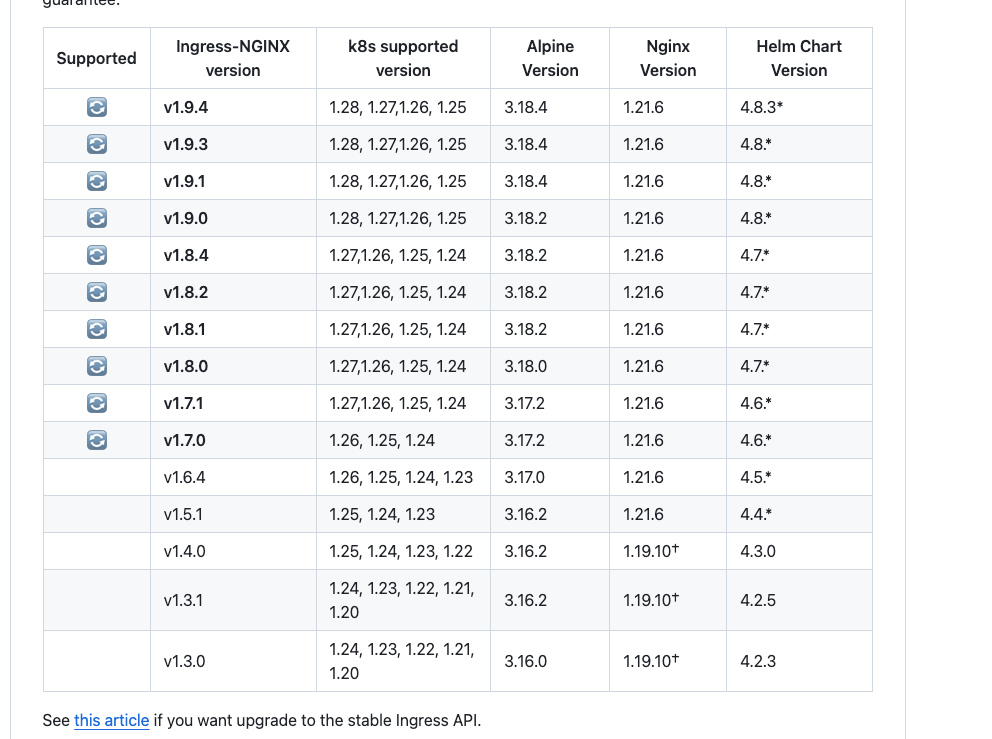 guarantee.
Supported Ingress-NGINX version k8s supported version Alpine Version Nginx Version Helm Chart Version
v1.9.4 1.28, 1.27,1.26, 1.25 3.18.4 1.21.6 4.8.3*
v1.9.3 1.28, 1.27,1.26, 1.25 3.18.4 1.21.6 4.8.*
v1.9.1 1.28, 1.27,1.26, 1.25 3.18.4 1.21.6 4.8.*
v1.9.0 1.28, 1.27,1.26, 1.25 3.18.2 1.21.6 4.8.*
v1.8.4 1.27,1.26, 1.25, 1.24 3.18.2 1.21.6 4.7.*
v1.8.2 1.27,1.26, 1.25, 1.24 3.18.2 1.21.6 4.7.*
v1.8.1 1.27,1.26, 1.25, 1.24 3.18.2 1.21.6 4.7.*
v1.8.0 1.27,1.26, 1.25, 1.24 3.18.0 1.21.6 4.7.*
v1.7.1 1.27,1.26, 1.25, 1.24 3.17.2 1.21.6 4.6.*
v1.7.0 1.26, 1.25, 1.24 3.17.2 1.21.6 4.6.*
v1.6.4 1.26, 1.25, 1.24, 1.23 3.17.0 1.21.6 4.5.*
v1.5.1 1.25, 1.24, 1.23 3.16.2 1.21.6 4.4.*
v1.4.0 1.25, 1.24, 1.23, 1.22 3.16.2 1.19.10† 4.3.0
v1.3.1 1.24, 1.23, 1.22, 1.21, 1.20 3.16.2 1.19.10† 4.2.5
v1.3.0 1.24, 1.23, 1.22, 1.21, 1.20 3.16.0 1.19.10† 4.2.3
See this article if you want upgrade to the stable Ingress API.